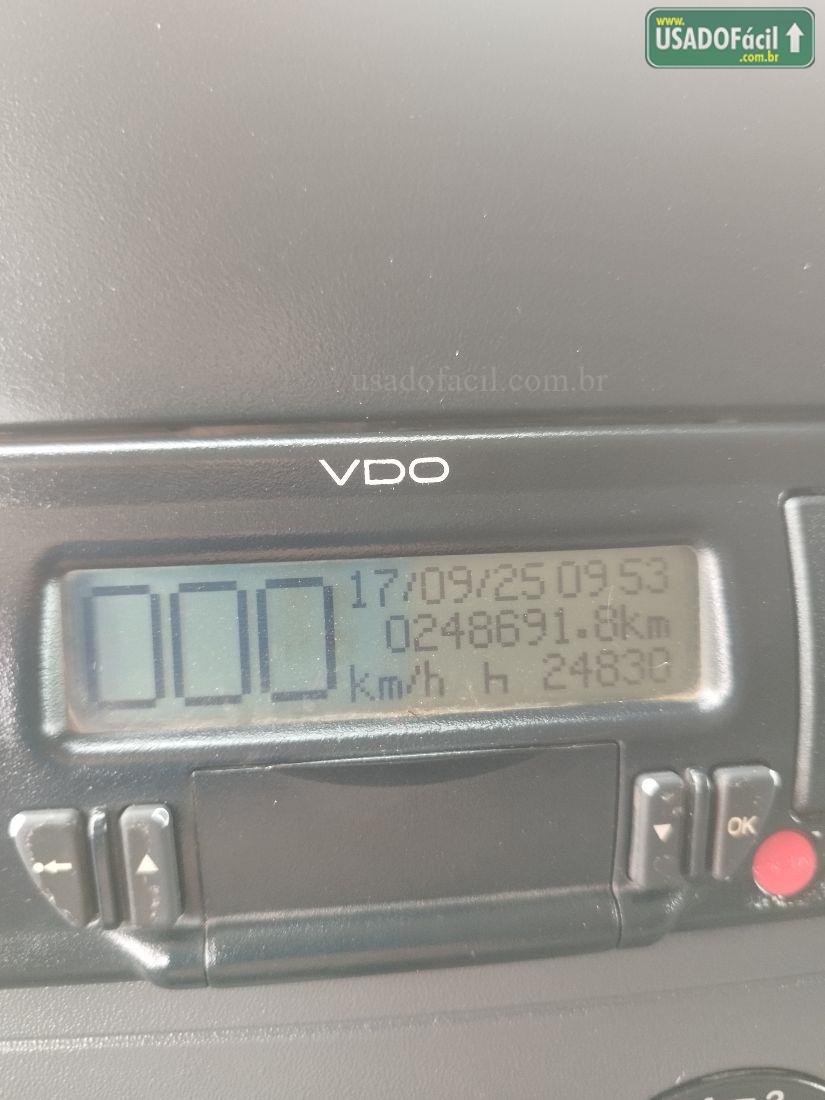 www.
USADOFácil
.com.br
usadofacil.com.br
VDO
000
17/09/25 09 53
0248691.8km
km/h 24830
OK